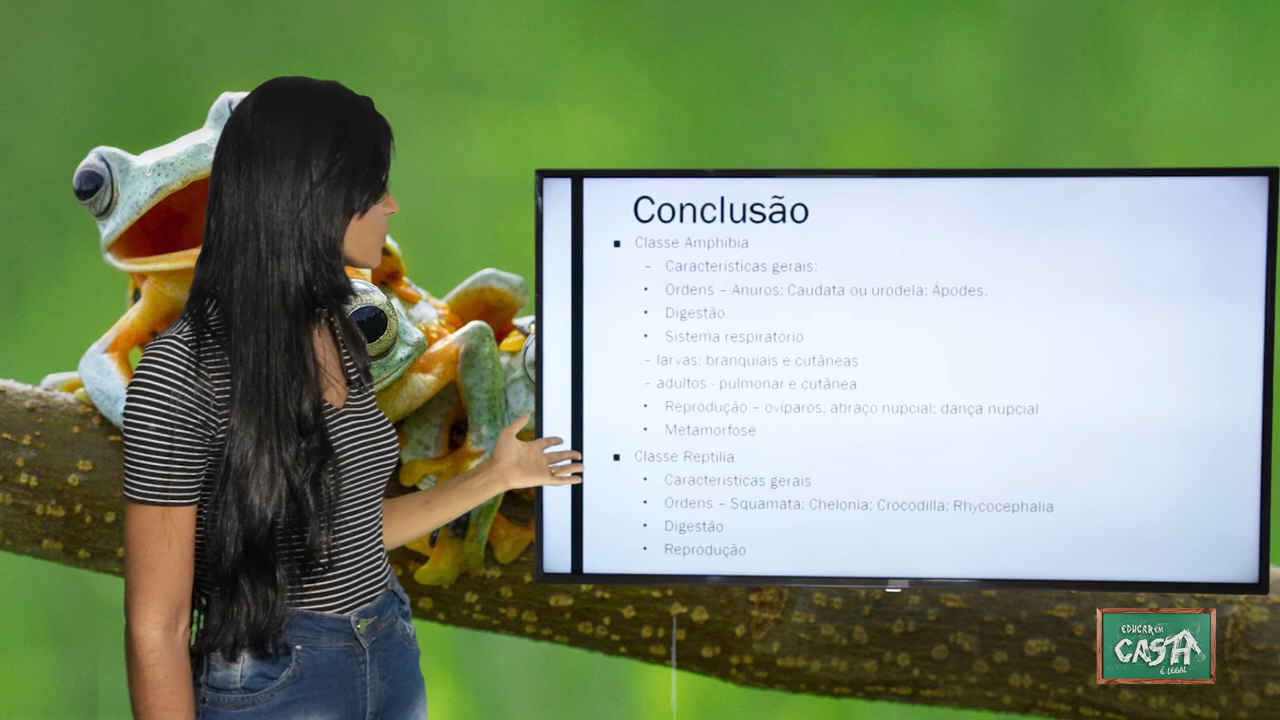 Conclusão
▪ Classe Amphibia
– Características gerais:
• Ordens – Anuros; Caudata ou urodela; Ápodes.
• Digestão
• Sistema respiratório
– larvas: branquiais e cutâneas
– adultos - pulmonar e cutânea
• Reprodução – ovíparos; abraço nupcial; dança nupcial
• Metamorfose
▪ Classe Reptilia
• Características gerais
• Ordens – Squamata; Chelonia; Crocodilla; Rhycocephalia
• Digestão
• Reprodução
EDUCAR EM
CASA
É LEGAL